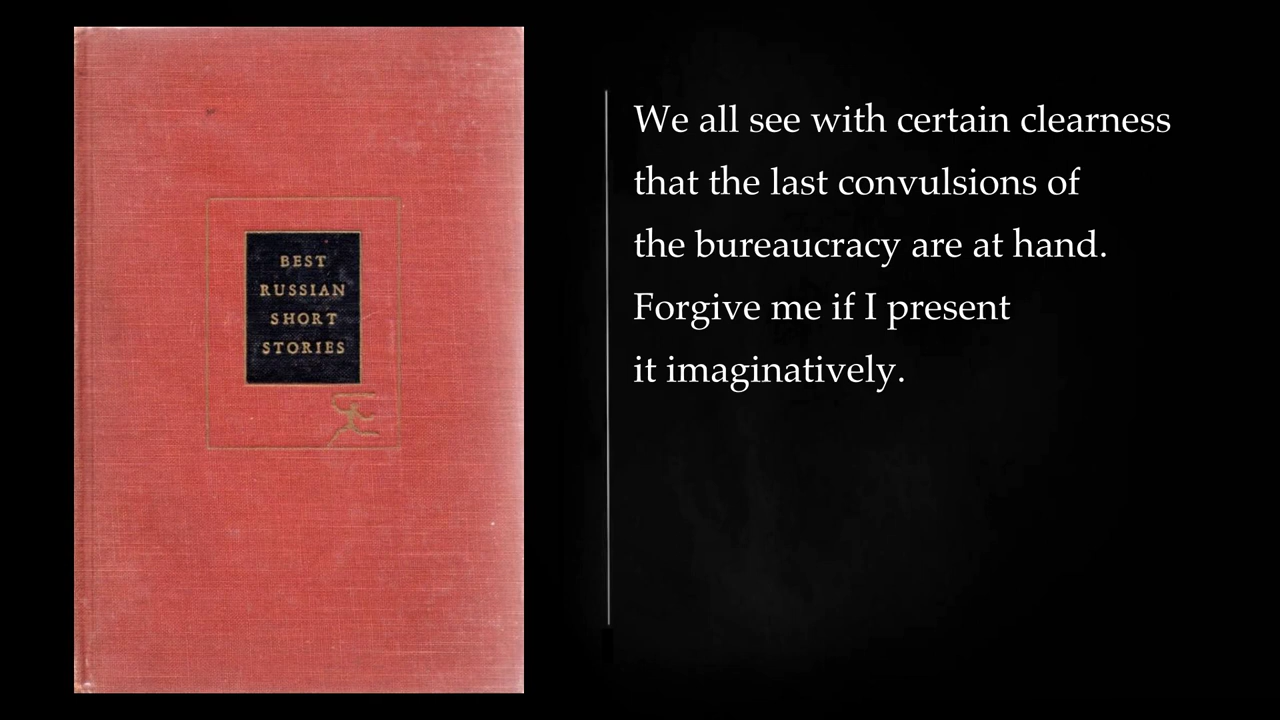 BEST
RUSSIAN
SHORT
STORIES
We all see with certain clearness
that the last convulsions of
the bureaucracy are at hand.
Forgive me if I present
it imaginatively.